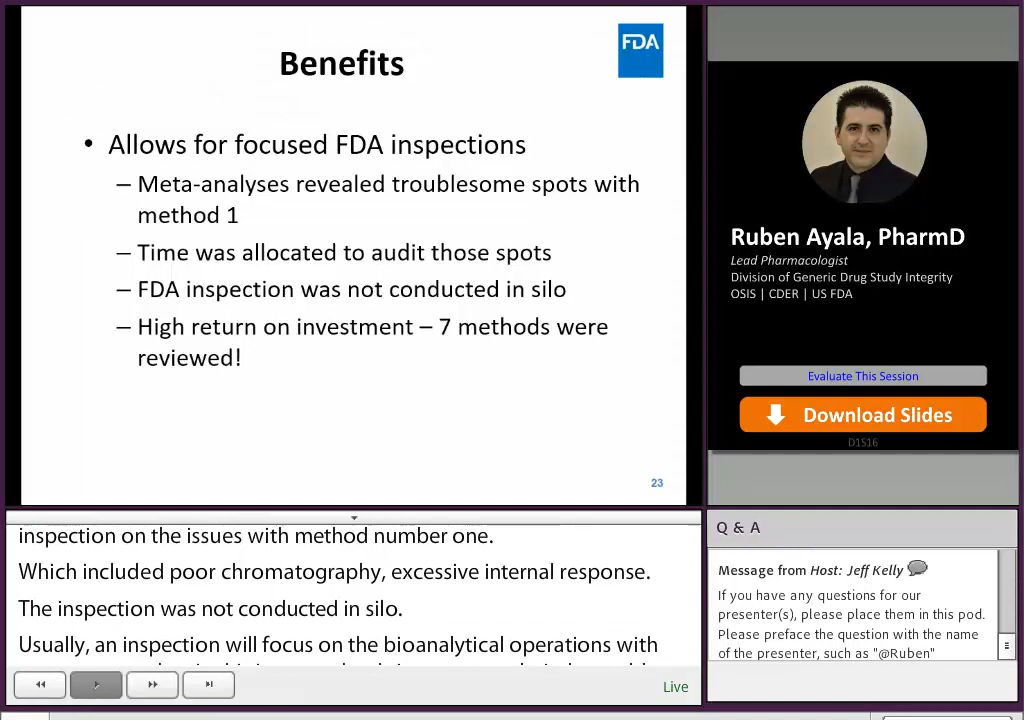 FDA
Benefits
• Allows for focused FDA inspections
– Meta-analyses revealed troublesome spots with
method 1
– Time was allocated to audit those spots
– FDA inspection was not conducted in silo
– High return on investment – 7 methods were
reviewed!
23
Ruben Ayala, PharmD
Lead Pharmacologist
Division of Generic Drug Study Integrity
OSIS | CDER | US FDA
Evaluate This Session
Download Slides
D1S16
inspection on the issues with method number one.
Which included poor chromatography, excessive internal response.
The inspection was not conducted in silo.
Usually, an inspection will focus on the bioanalytical operations with
Live
Q & A
Message from Host: Jeff Kelly
If you have any questions for our
presenter(s), please place them in this pod.
Please preface the question with the name
of the presenter, such as "@Ruben"